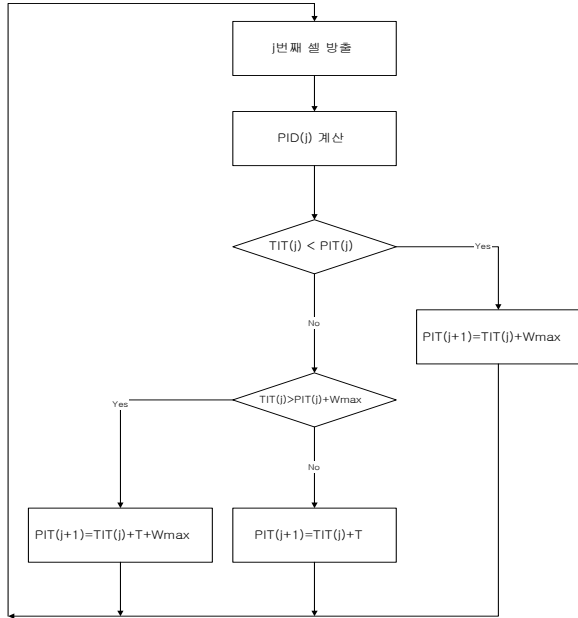 j번째 셀 방출
PID(j) 계산
TIT(j) < PIT(j)
Yes
No
PIT(j+1)=TIT(j)+Wmax
TIT(j)>PIT(j)+Wmax
Yes
No
PIT(j+1)=TIT(j)+T+Wmax
PIT(j+1)=TIT(j)+T